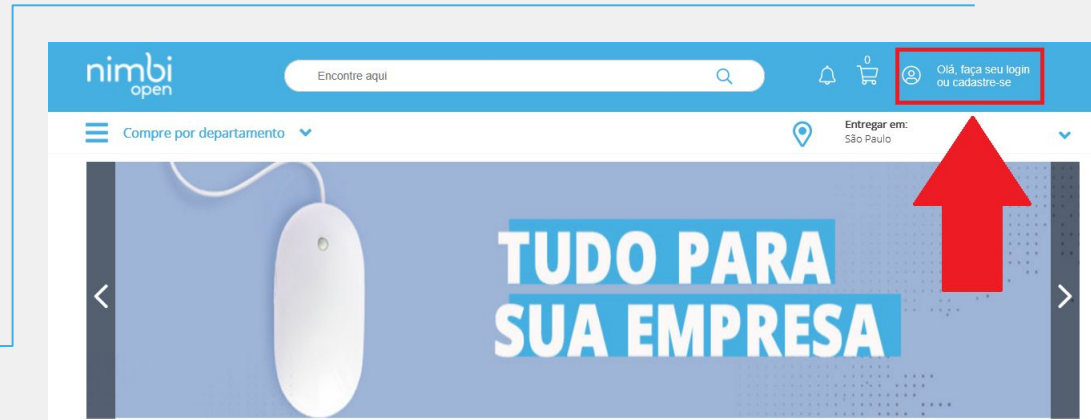 nimbi
open
Encontre aqui
0
Olá, faça seu login
ou cadastre-se
Compre por departamento
Entregar em:
São Paulo
TUDO PARA
SUA EMPRESA